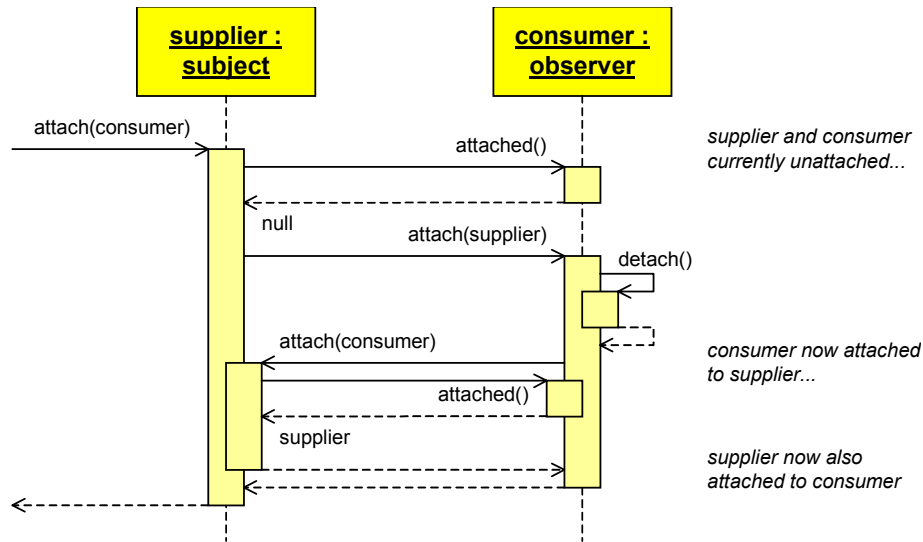 supplier :
subject
consumer :
observer
attach(consumer)
attached()
supplier and consumer
currently unattached...
null
attach(supplier)
detach()
attach(consumer)
consumer now attached
to supplier...
attached()
supplier
supplier now also
attached to consumer